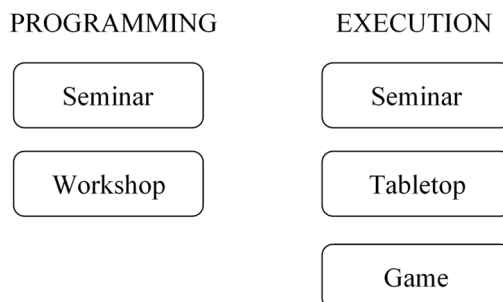 PROGRAMMING EXECUTION
Seminar Seminar
Workshop Tabletop
Game